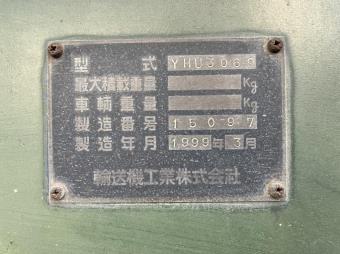 型式 YHU3069
最大積載重量 Kg
車輌重量 Kg
製造番号 15097
製造年月 1999年3月
輸送機工業株式会社